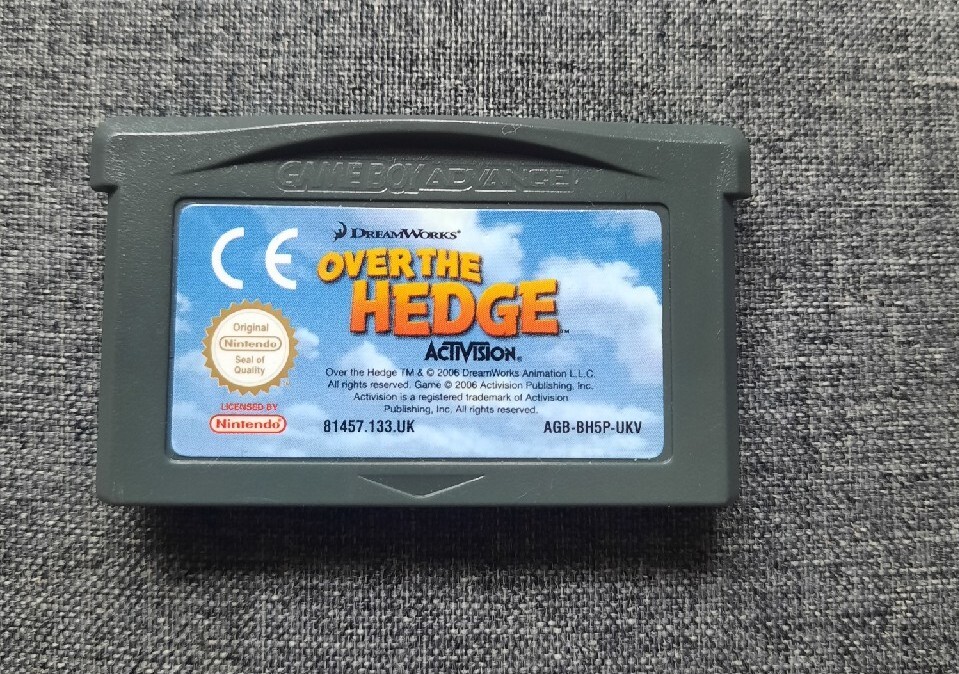 GAME BOY ADVANCE
CE
DREAMWORKS®
OVER THE
HEDGE™
ACTIVISION®
Original
Nintendo
Seal of
Quality
TM
LICENSED BY
Nintendo
Over the Hedge TM & © 2006 DreamWorks Animation L.L.C.
All rights reserved. Game © 2006 Activision Publishing, Inc.
Activision is a registered trademark of Activision
Publishing, Inc. All rights reserved.
81457.133.UK
AGB-BH5P-UKV